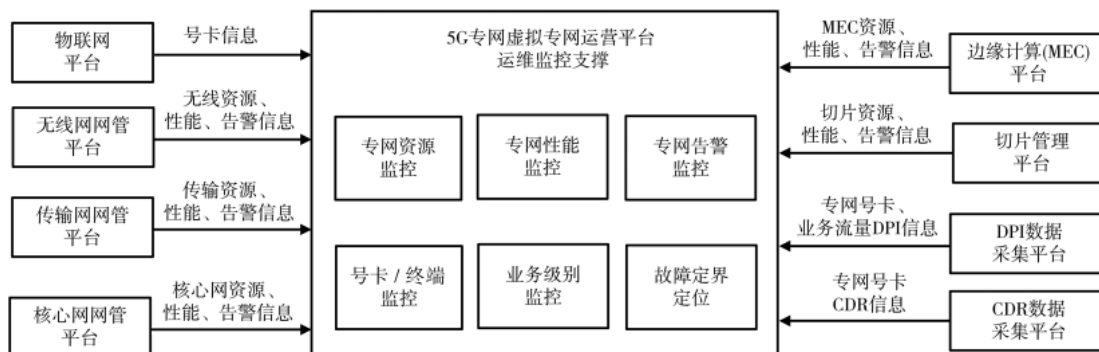 物联网
平台
号卡信息
无线网网管
平台
无线资源、
性能、告警信息
传输网网管
平台
传输资源、
性能、告警信息
核心网网管
平台
核心网资源、
性能、告警信息
5G专网虚拟专网运营平台
运维监控支撑
专网资源
监控
专网性能
监控
专网告警
监控
号卡/终端
监控
业务级别
监控
故障定界
定位
MEC资源、
性能、告警信息
边缘计算(MEC)
平台
切片资源、
性能、告警信息
切片管理
平台
专网号卡、
业务流量DPI信息
DPI数据
采集平台
专网号卡
CDR信息
CDR数据
采集平台